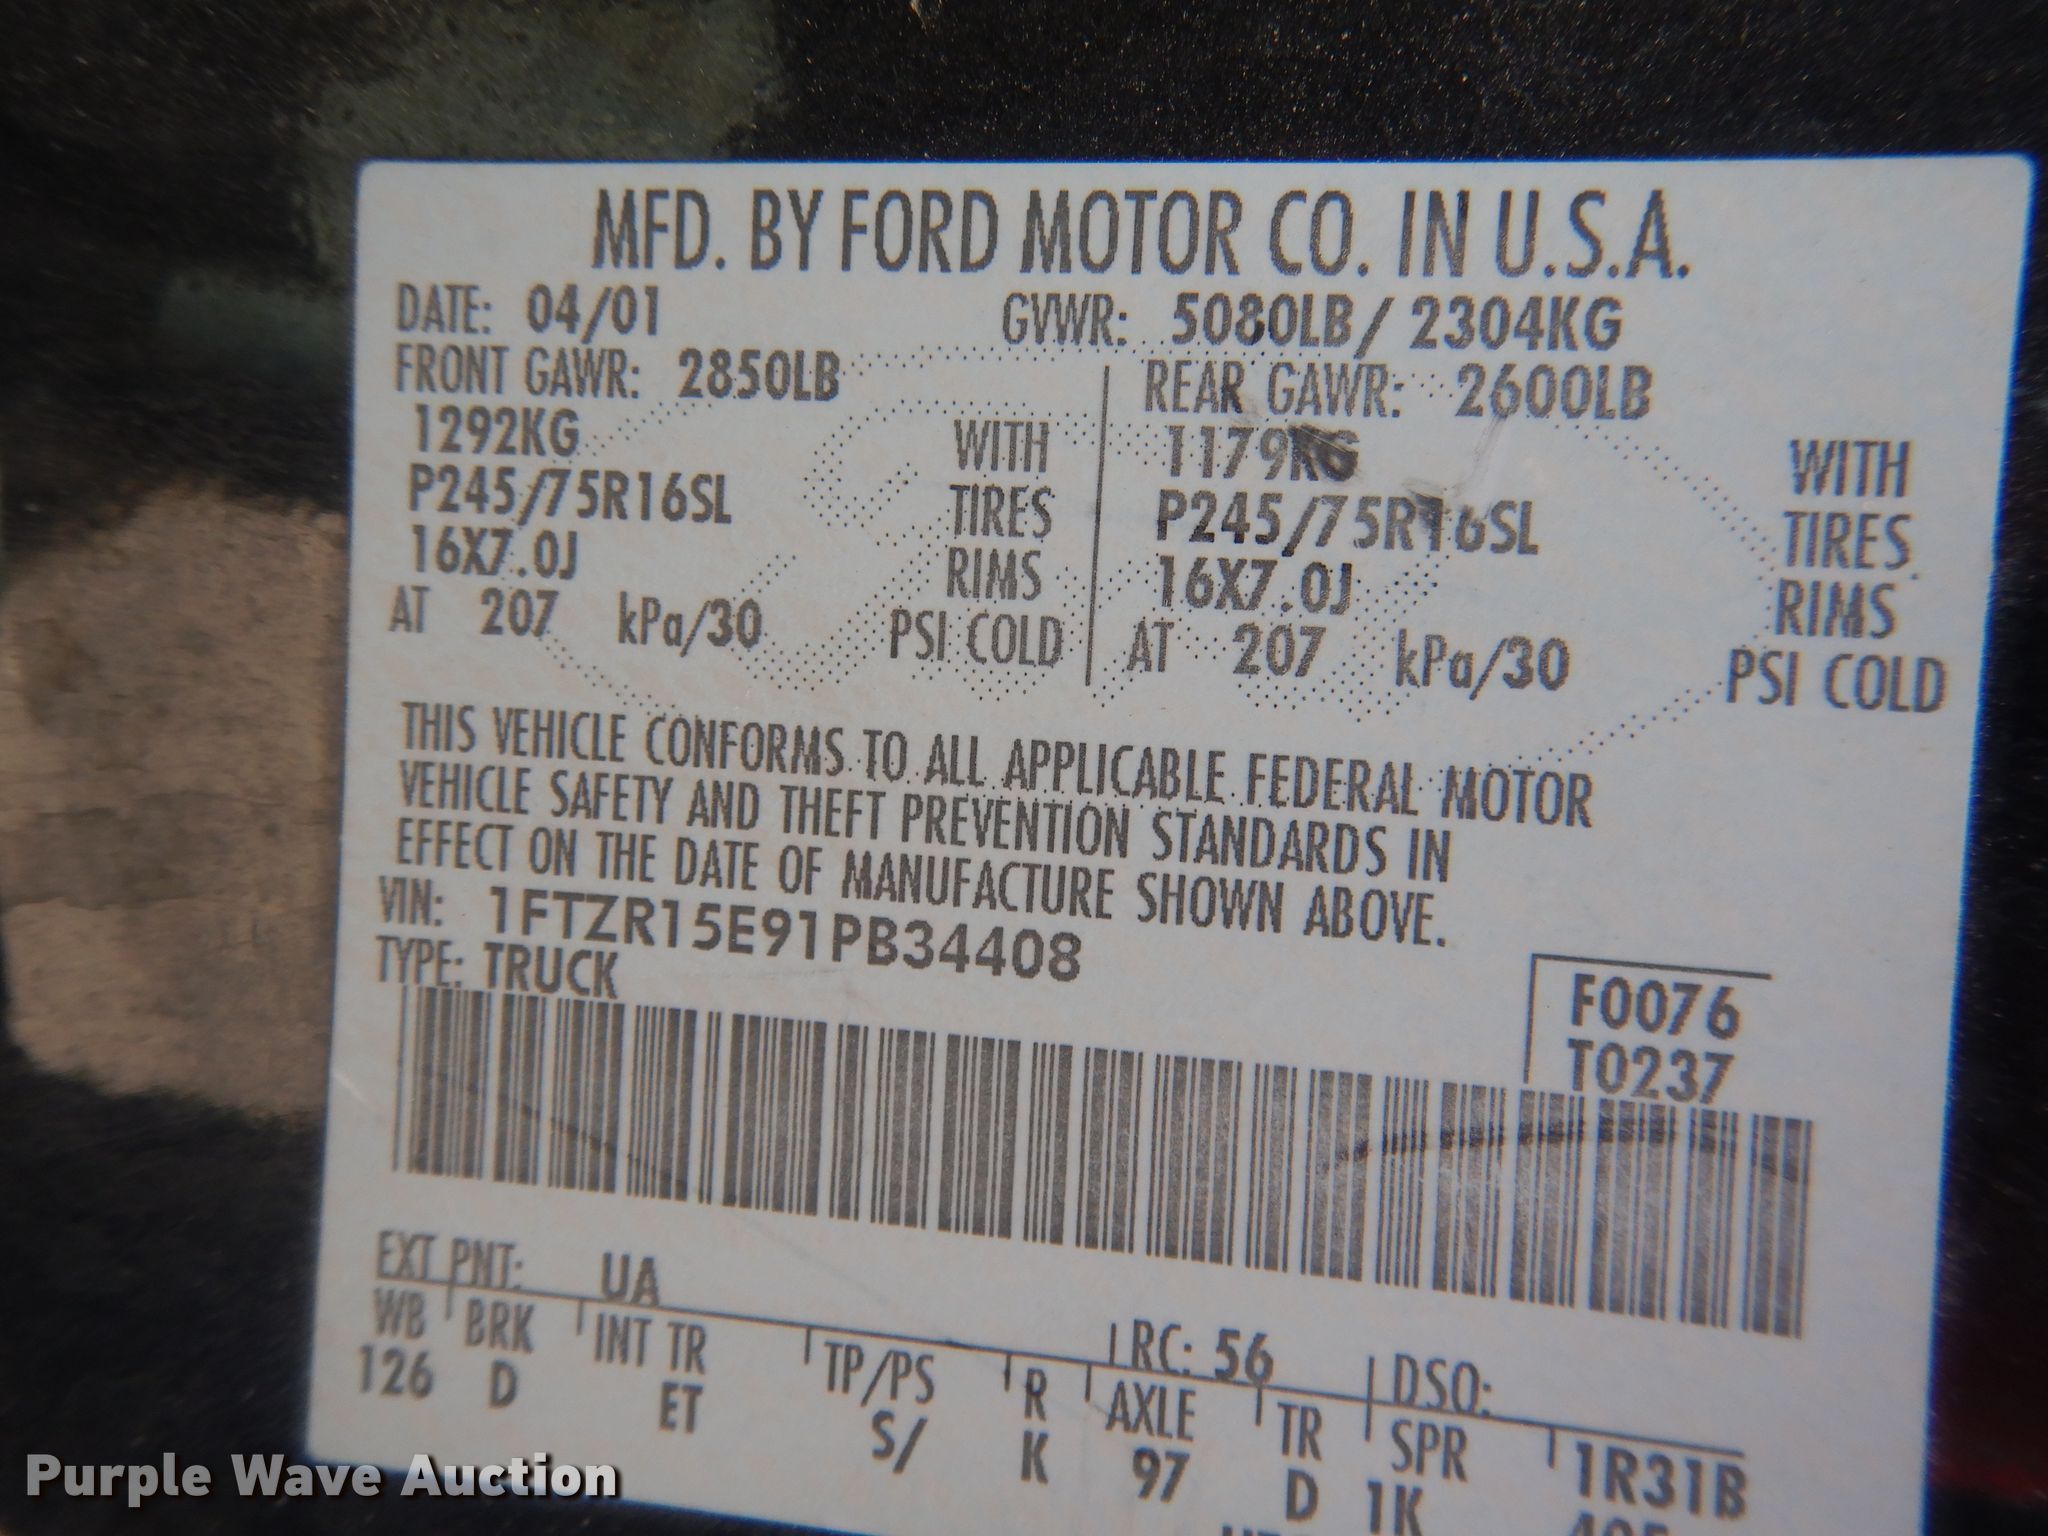 MFD. BY FORD MOTOR CO. IN U.S.A.
DATE: 04/01 GVWR: 5080LB/ 2304KG
FRONT GAWR: 2850LB REAR GAWR: 2600LB
1292KG WITH 1179KG WITH
P245/75R16SL TIRES P245/75R16SL TIRES
16X7.0J RIMS 16X7.0J RIMS
AT 207 kPa/30 PSI COLD AT 207 kPa/30 PSI COLD
THIS VEHICLE CONFORMS TO ALL APPLICABLE FEDERAL MOTOR
VEHICLE SAFETY AND THEFT PREVENTION STANDARDS IN
EFFECT ON THE DATE OF MANUFACTURE SHOWN ABOVE.
VIN: 1FTZR15E91PB34408
TYPE: TRUCK
F0076
T0237
EXT PNT: UA RC: 56 DSO:
WB BRK INT TR TP/PS R AXLE TR SPR 1R31B
126 D ET S/ K 97 D 1K
Purple Wave Auction